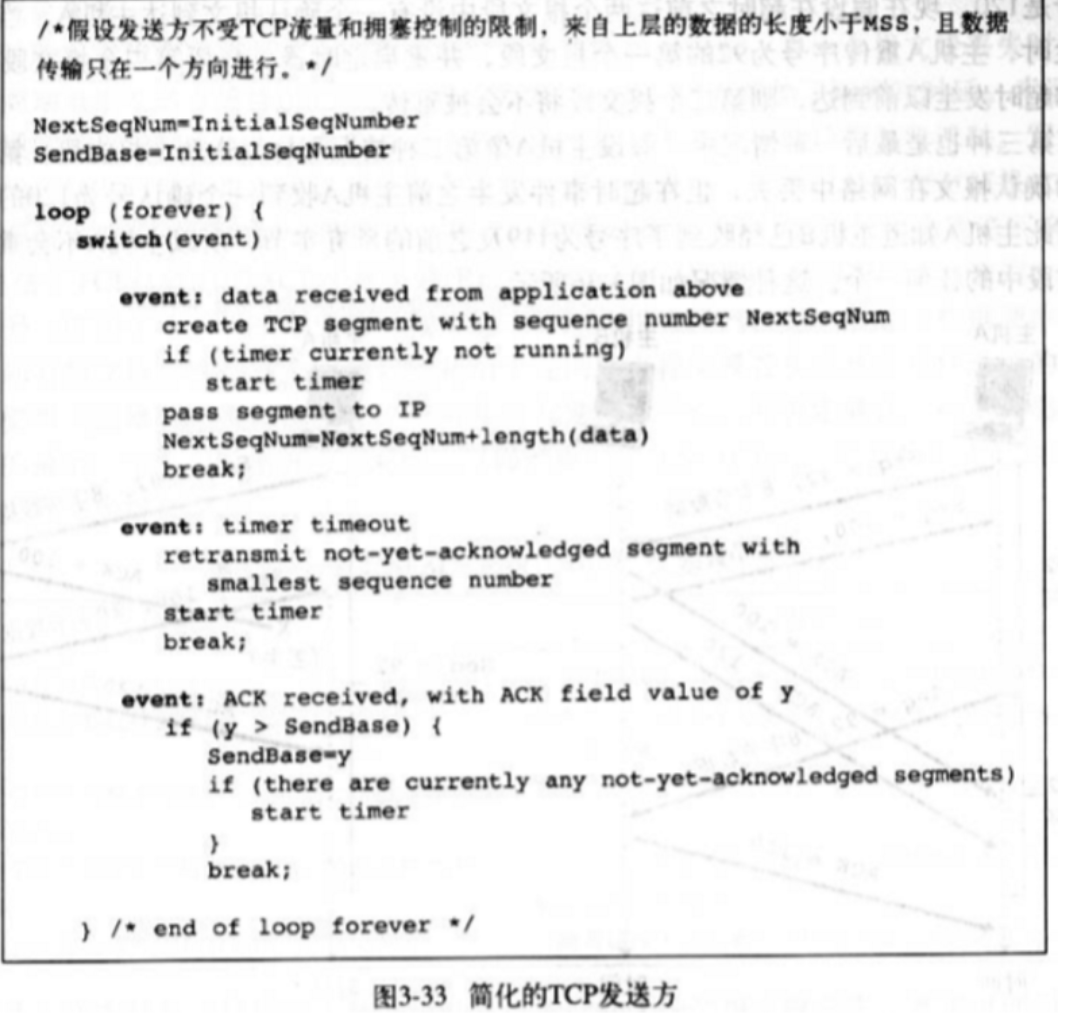 /*假设发送方不受TCP流量和拥塞控制的限制，来自上层的数据的长度小于MSS，且数据
传输只在一个方向进行。*/
NextSeqNum=InitialSeqNumber
SendBase=InitialSeqNumber
loop (forever) {
switch(event)
event: data received from application above
create TCP segment with sequence number NextSeqNum
if (timer currently not running)
start timer
pass segment to IP
NextSeqNum=NextSeqNum+length(data)
break;
event: timer timeout
retransmit not-yet-acknowledged segment with
smallest sequence number
start timer
break;
event: ACK received, with ACK field value of y
if (y > SendBase) {
SendBase=y
if (there are currently any not-yet-acknowledged segments)
start timer
}
break;
} /* end of loop forever */
图3-33 简化的TCP发送方